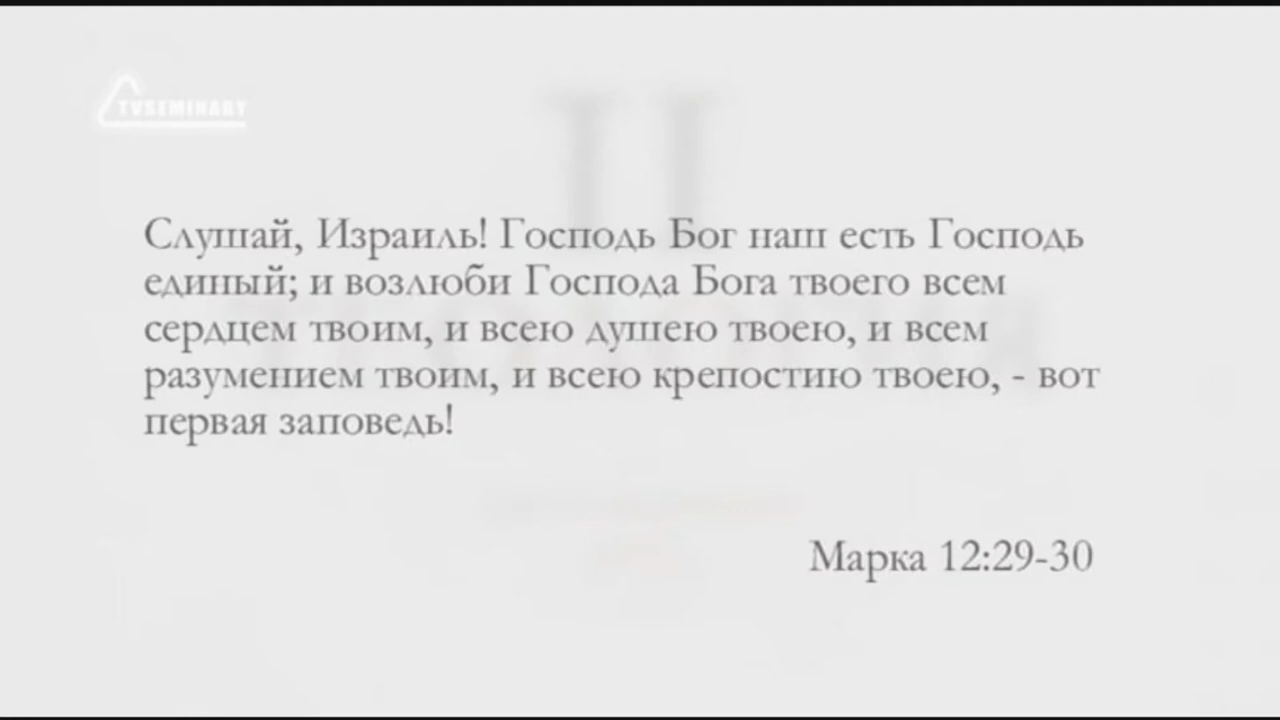 TVSEMINARY
Слушай, Израиль! Господь Бог наш есть Господь
единый; и возлюби Господа Бога твоего всем
сердцем твоим, и всею душею твоею, и всем
разумением твоим, и всею крепостию твоею, - вот
первая заповедь!
Марка 12:29-30